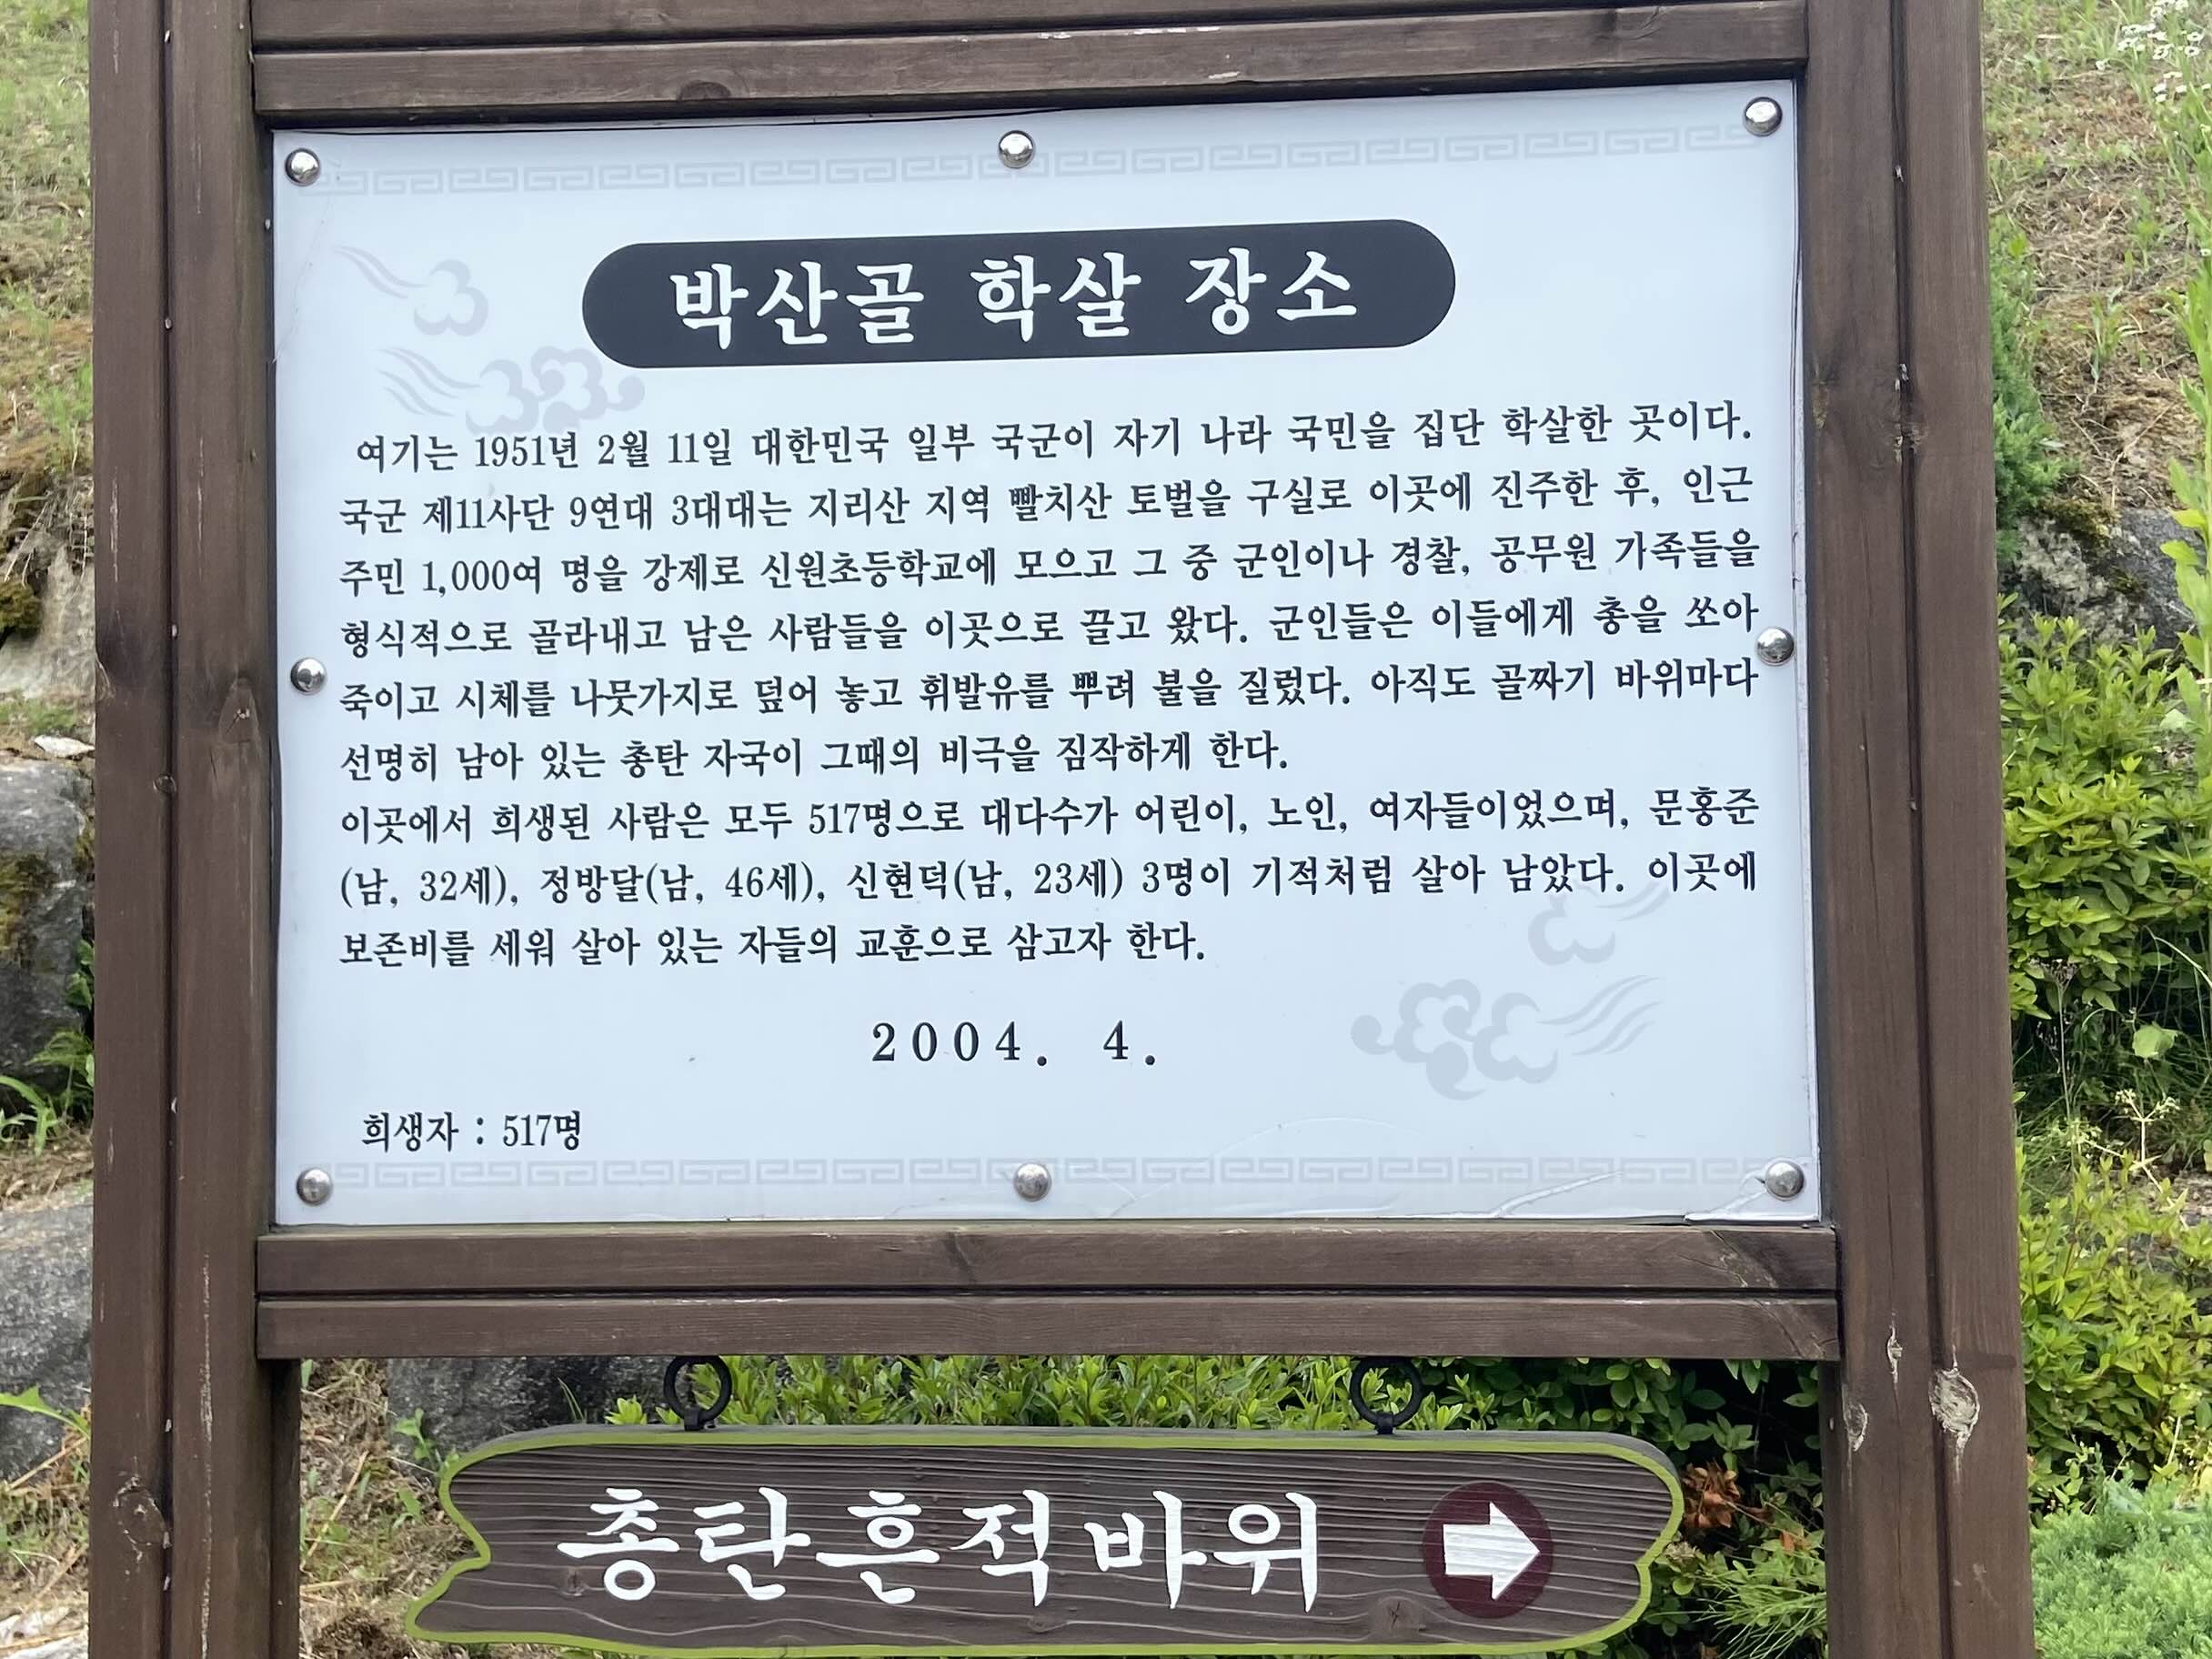 박산골 학살 장소
여기는 1951년 2월 11일 대한민국 일부 국군이 자기 나라 국민을 집단 학살한 곳이다.
국군 제11사단 9연대 3대대는 지리산 지역 빨치산 토벌을 구실로 이곳에 진주한 후, 인근
주민 1,000여 명을 강제로 신원초등학교에 모으고 그 중 군인이나 경찰, 공무원 가족들을
형식적으로 골라내고 남은 사람들을 이곳으로 끌고 왔다. 군인들은 이들에게 총을 쏘아
죽이고 시체를 나뭇가지로 덮어 놓고 휘발유를 뿌려 불을 질렀다. 아직도 골짜기 바위마다
선명히 남아 있는 총탄 자국이 그때의 비극을 짐작하게 한다.
이곳에서 희생된 사람은 모두 517명으로 대다수가 어린이, 노인, 여자들이었으며, 문홍준
(남, 32세), 정방달(남, 46세), 신현덕(남, 23세) 3명이 기적처럼 살아 남았다. 이곳에
보존비를 세워 살아 있는 자들의 교훈으로 삼고자 한다.
2004. 4.
희생자 : 517명
총탄흔적바위